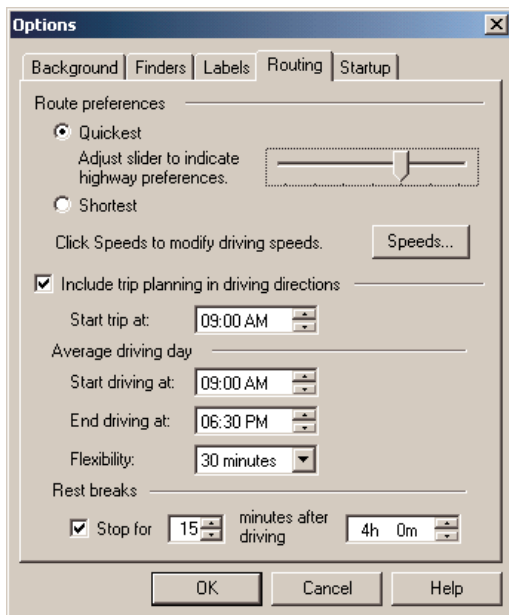 Options
Background Finders Labels Routing Startup
Route preferences
Quickest
Adjust slider to indicate
highway preferences.
Shortest
Click Speeds to modify driving speeds. Speeds...
Include trip planning in driving directions
Start trip at: 09:00 AM
Average driving day
Start driving at: 09:00 AM
End driving at: 06:30 PM
Flexibility: 30 minutes
Rest breaks
Stop for 15 minutes after driving 4h 0m
OK Cancel Help